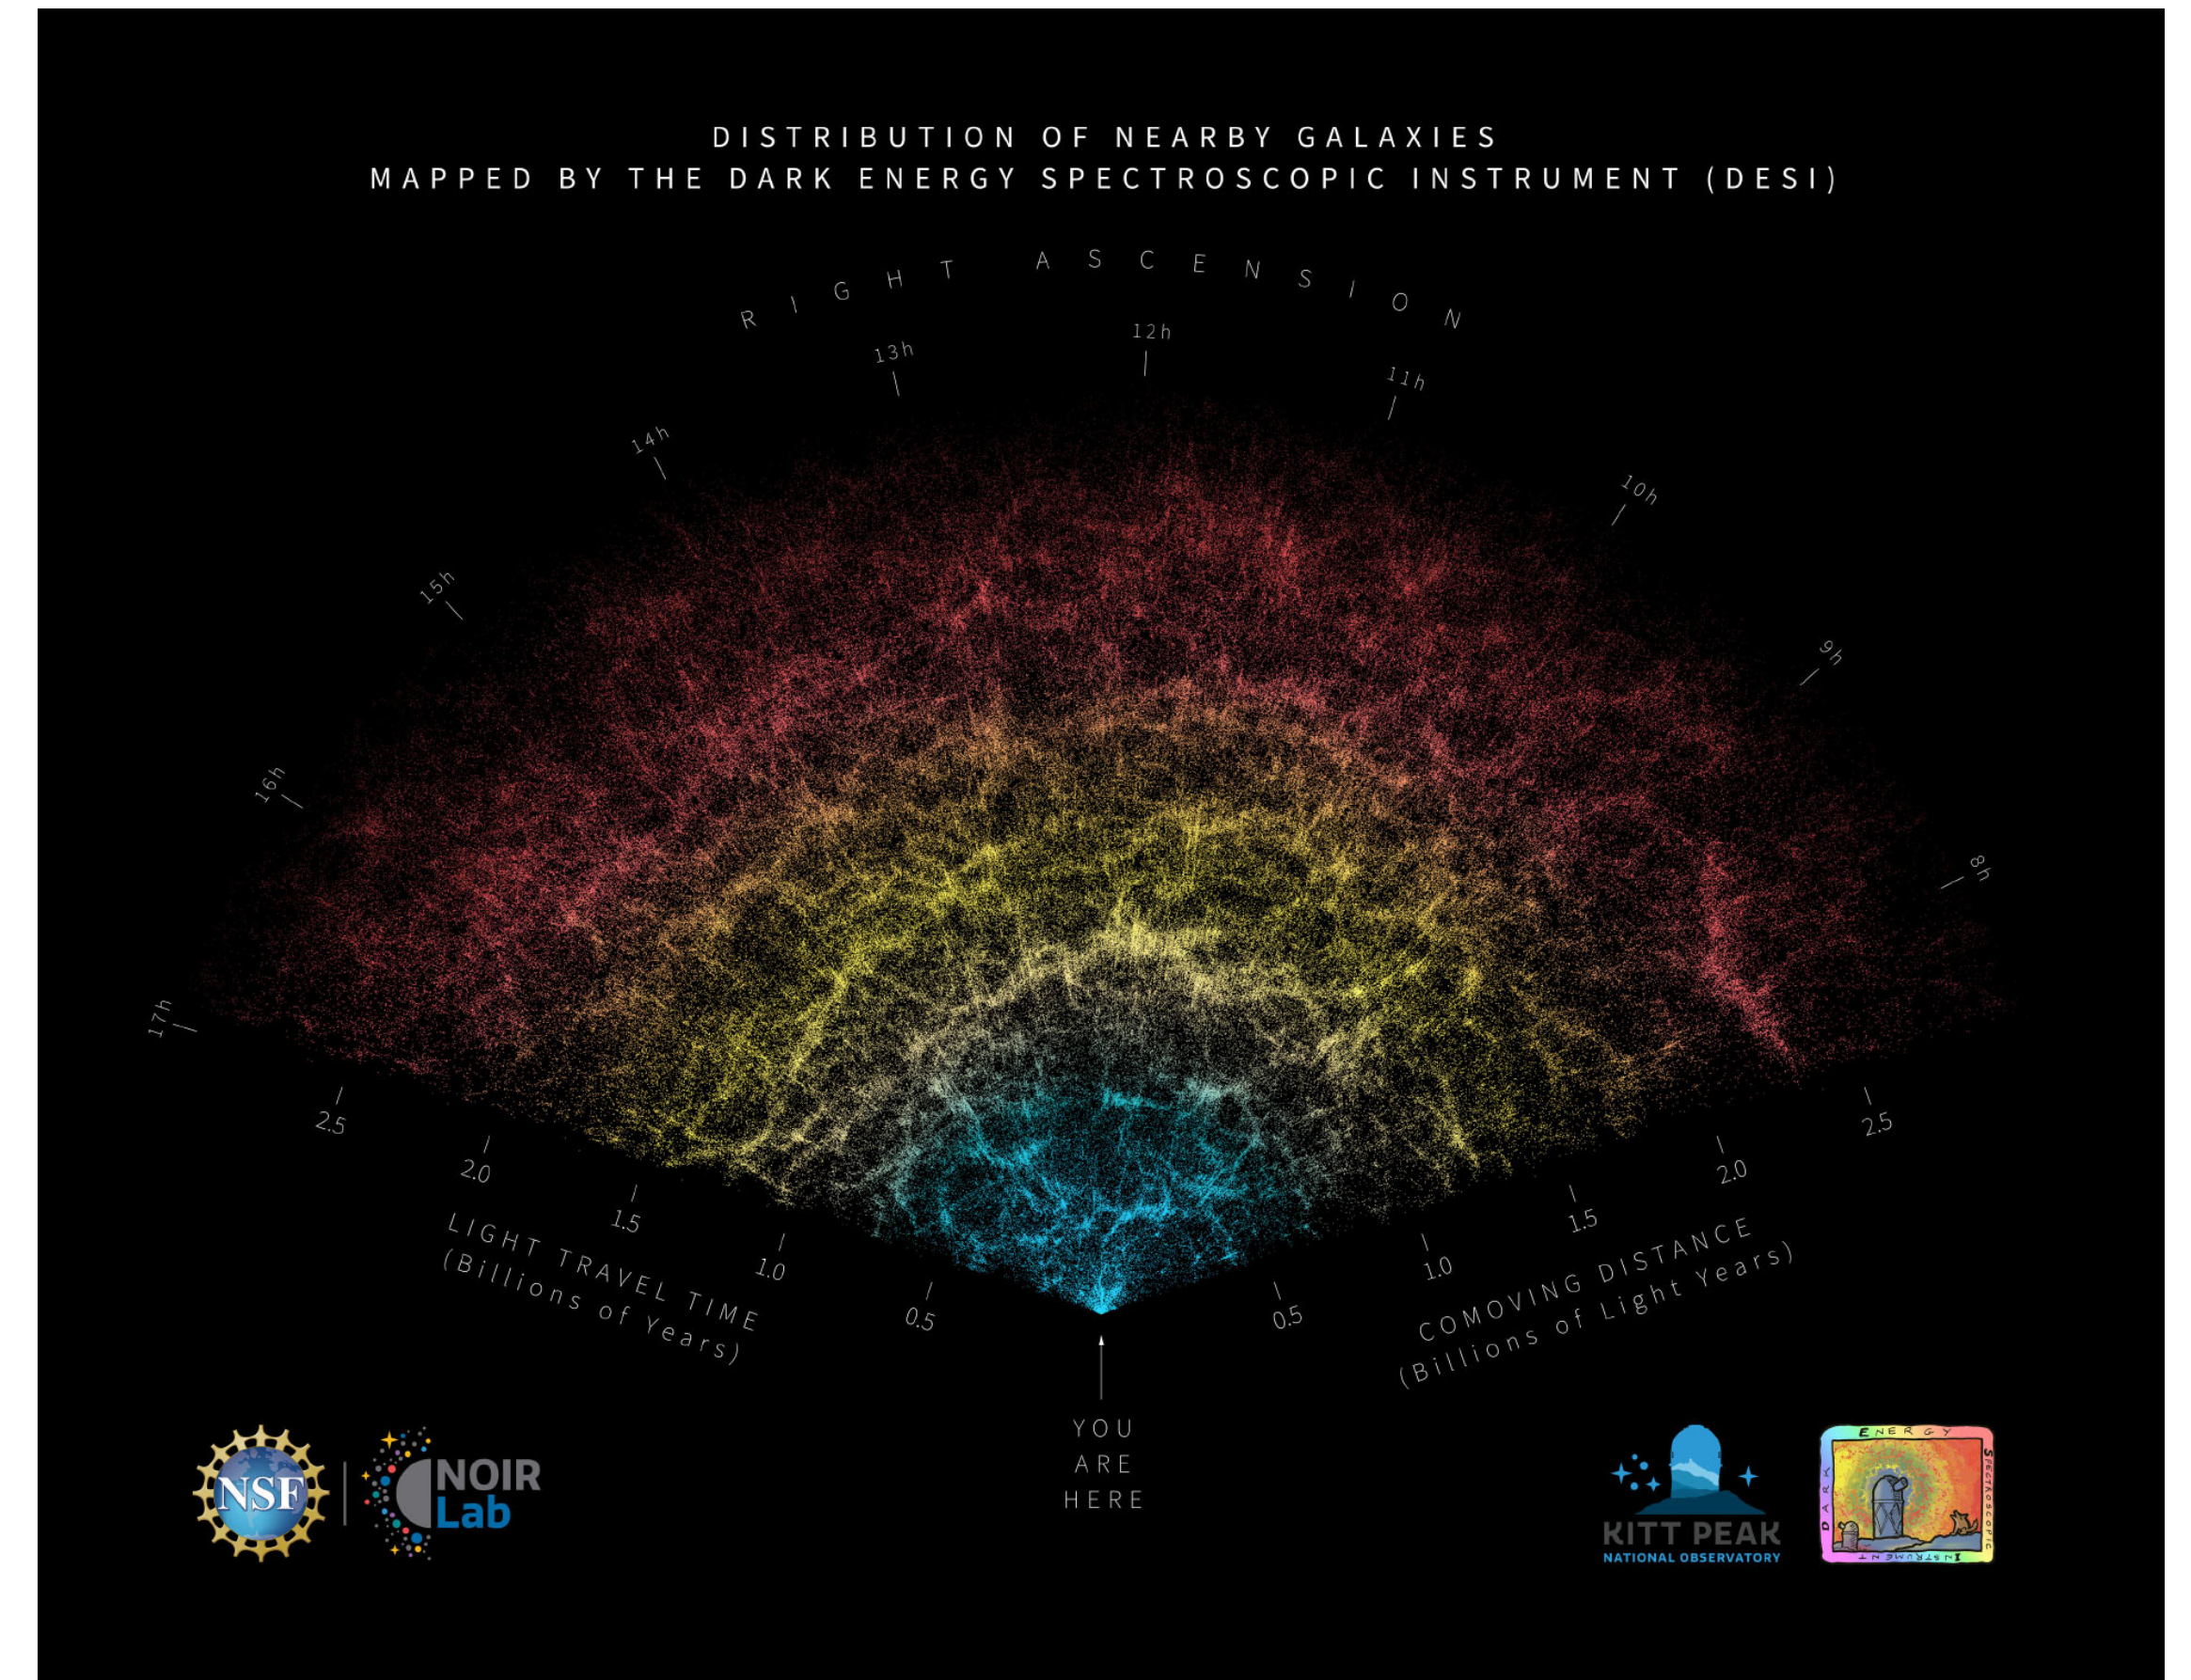 DISTRIBUTION OF NEARBY GALAXIES
MAPPED BY THE DARK ENERGY SPECTROSCOPIC INSTRUMENT (DESI)
RIGHT ASCENSION
17h
16h
15h
14h
13h
12h
11h
10h
9h
8h
2.5
2.0
1.5
1.0
0.5
LIGHT TRAVEL TIME
(Billions of Years)
0.5
1.0
1.5
2.0
2.5
COMOVING DISTANCE
(Billions of Light Years)
YOU
ARE
HERE
NSF
NOIR
Lab
KITT PEAK
NATIONAL OBSERVATORY
DARK
ENERGY
SPECTROSCOPIC
INSTRUMENT